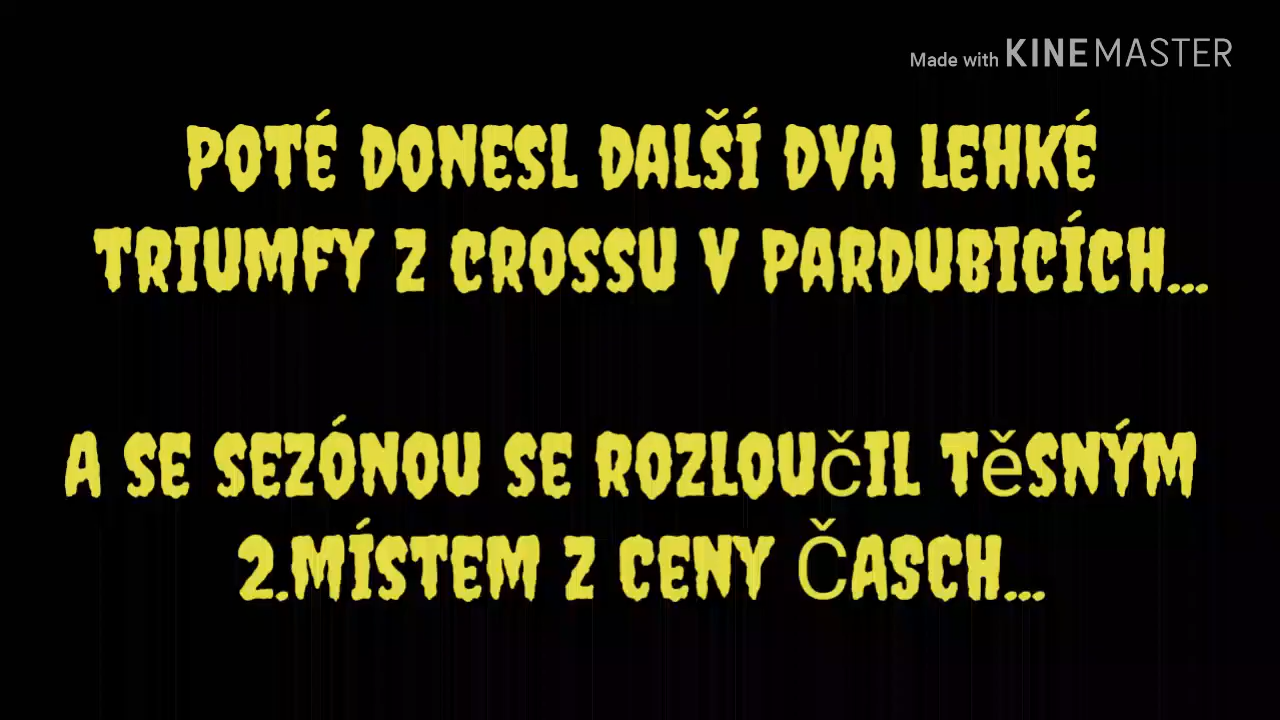 Made with KINEMASTER
POTÉ DONESL DALŠÍ DVA LEHKÉ
TRIUMFY Z CROSSU V PARDUBICÍCH...
A SE SEZÓNOU SE ROZLOUčIL TěSNÝM
2.MÍSTEM Z CENY ČASCH...